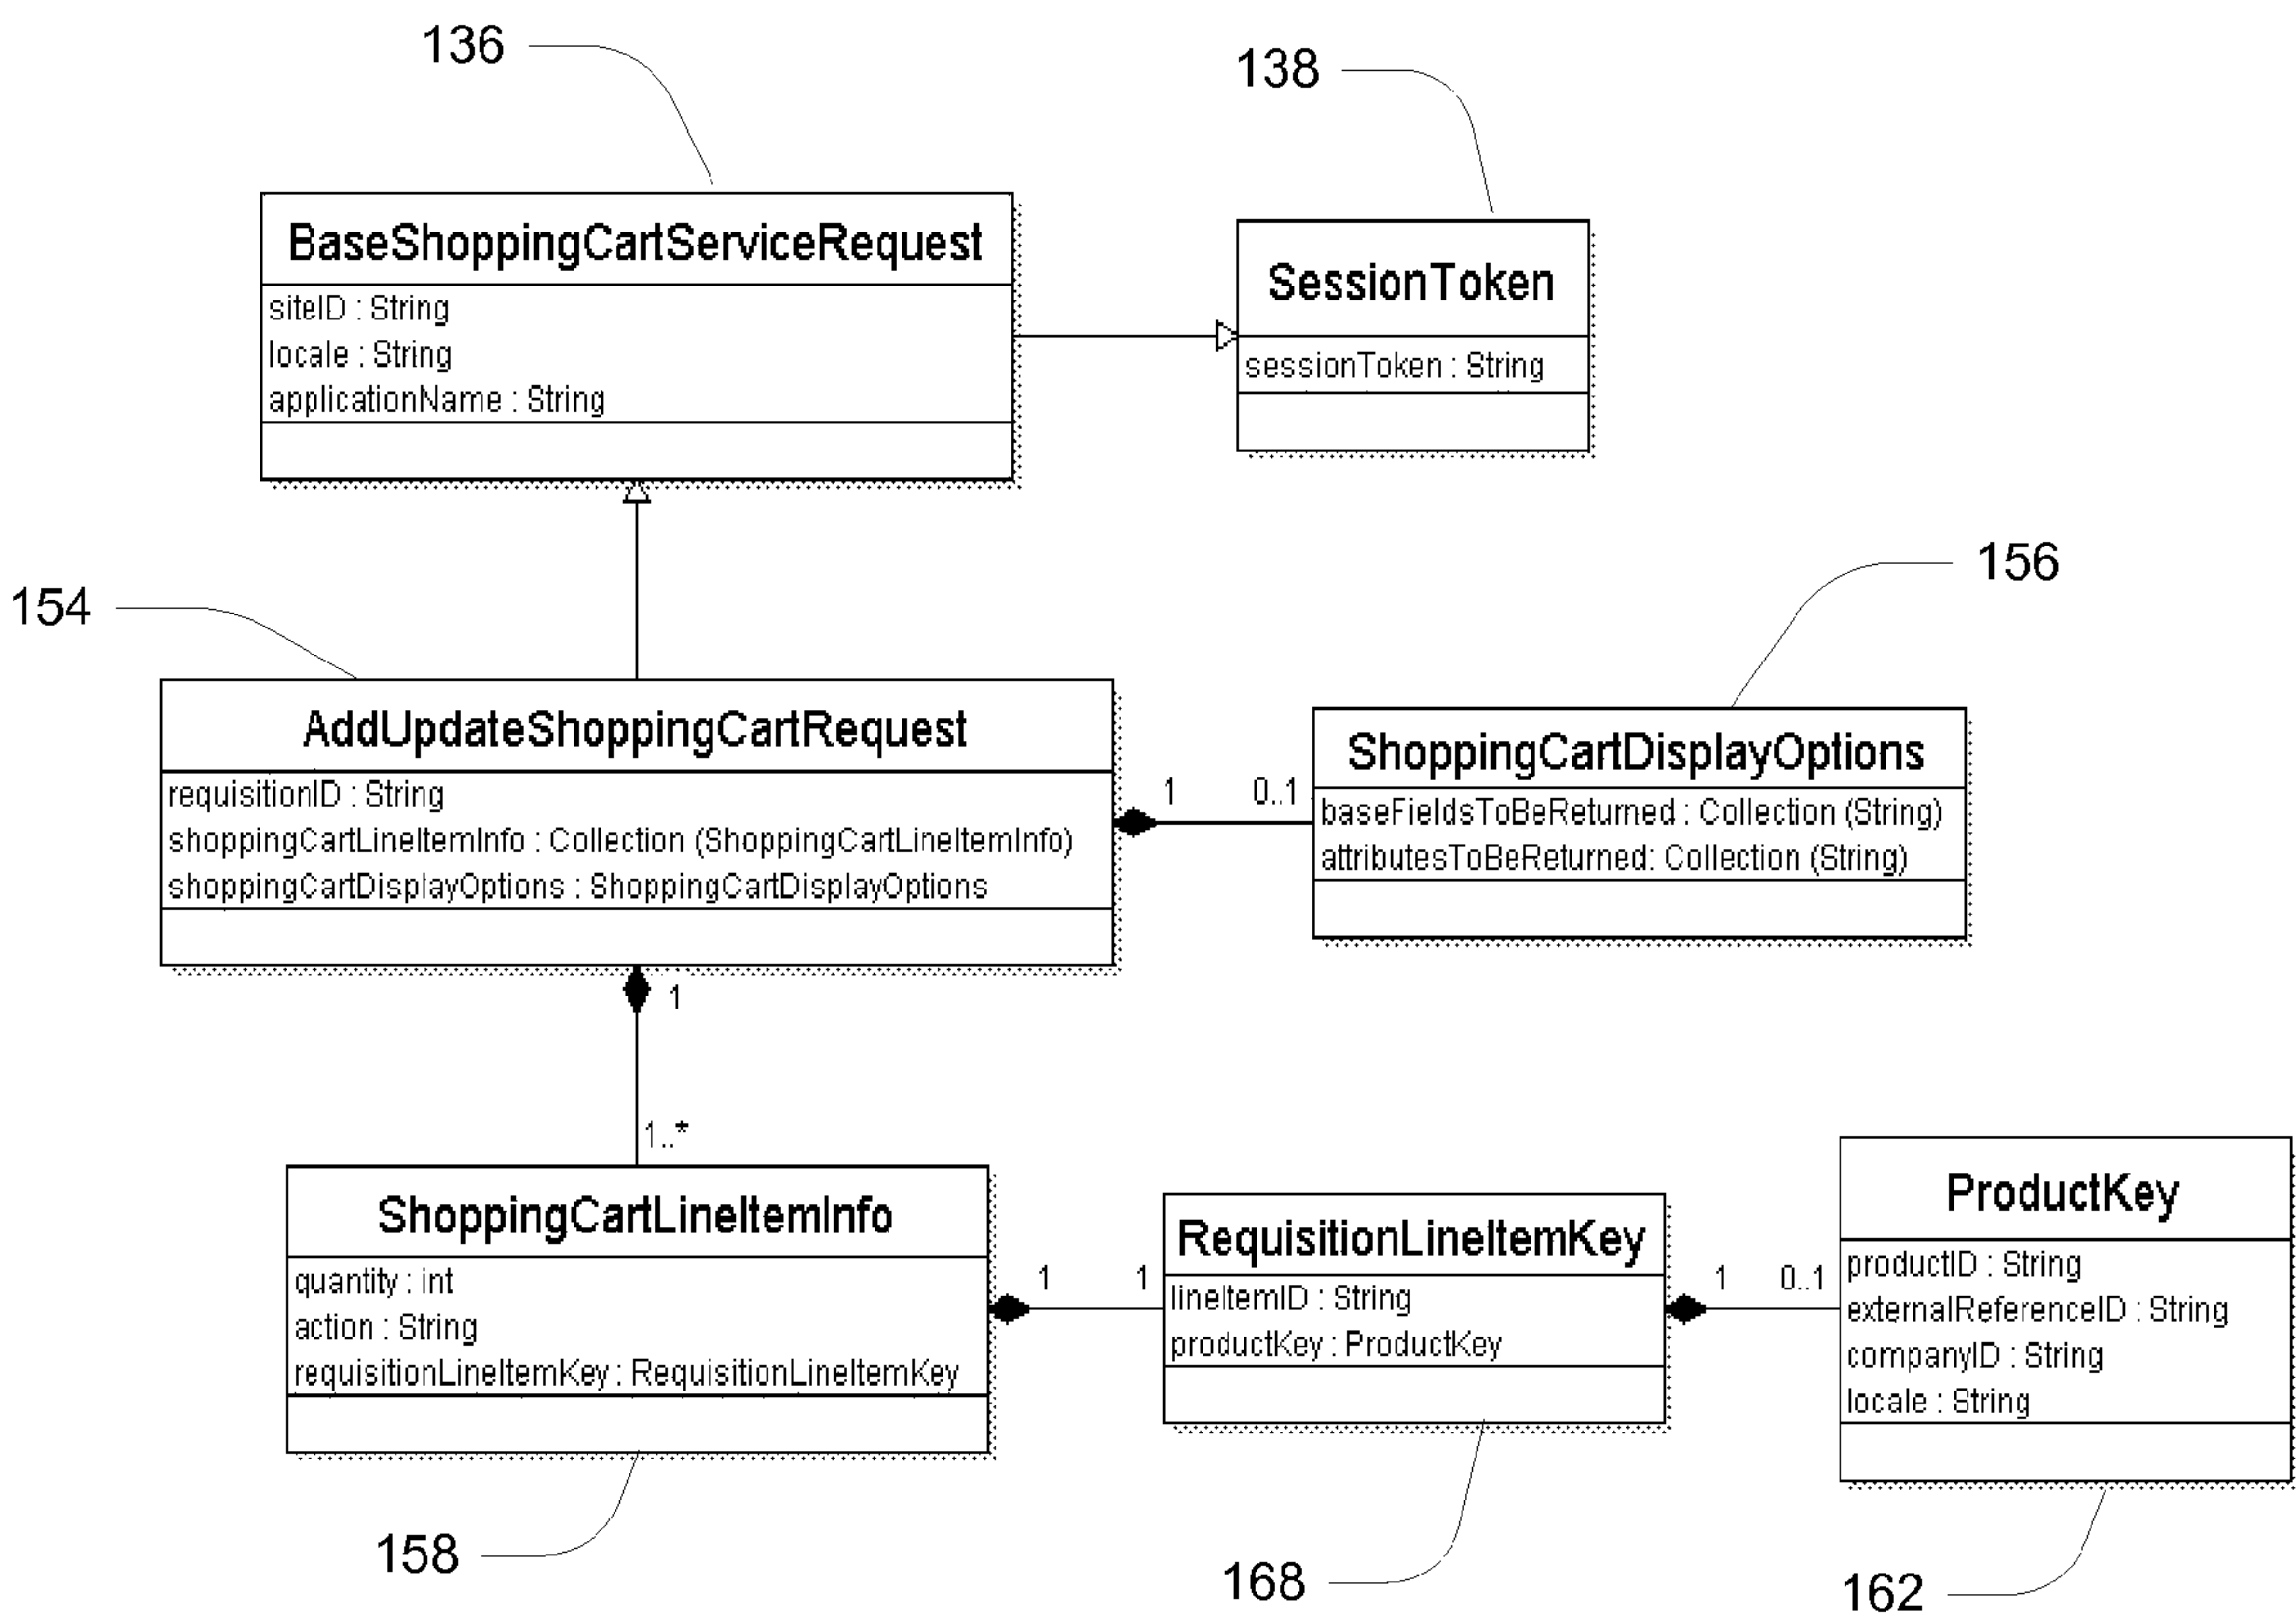 136
138
BaseShoppingCartServiceRequest
siteID : String
locale : String
applicationName : String
SessionToken
sessionToken : String
154
156
AddUpdateShoppingCartRequest
requisitionID : String
shoppingCartLineItemInfo : Collection (ShoppingCartLineItemInfo)
shoppingCartDisplayOptions : ShoppingCartDisplayOptions
1
0..1
ShoppingCartDisplayOptions
baseFieldsToBeReturned : Collection (String)
attributesToBeReturned: Collection (String)
1
1..*
ShoppingCartLineItemInfo
quantity : int
action : String
requisitionLineItemKey : RequisitionLineItemKey
1
1
RequisitionLineItemKey
lineItemID : String
productKey : ProductKey
1
0..1
ProductKey
productID : String
externalReferenceID : String
companyID : String
locale : String
158
168
162